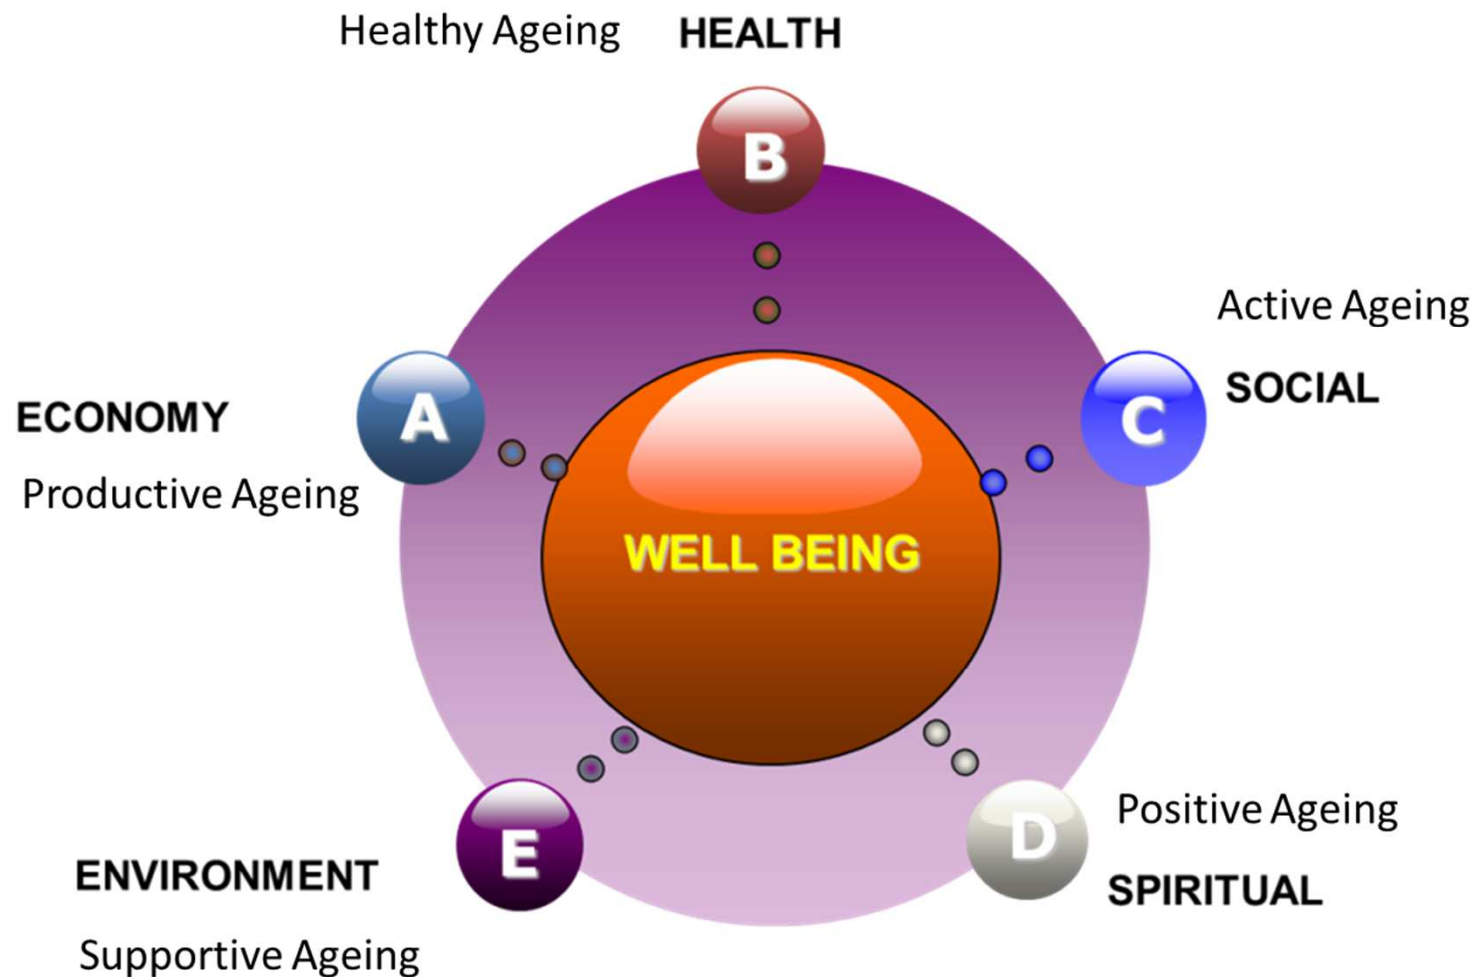 Healthy Ageing HEALTH
B
Active Ageing
SOCIAL
C
A
ECONOMY
Productive Ageing
WELL BEING
Positive Ageing
D
SPIRITUAL
E
ENVIRONMENT
Supportive Ageing